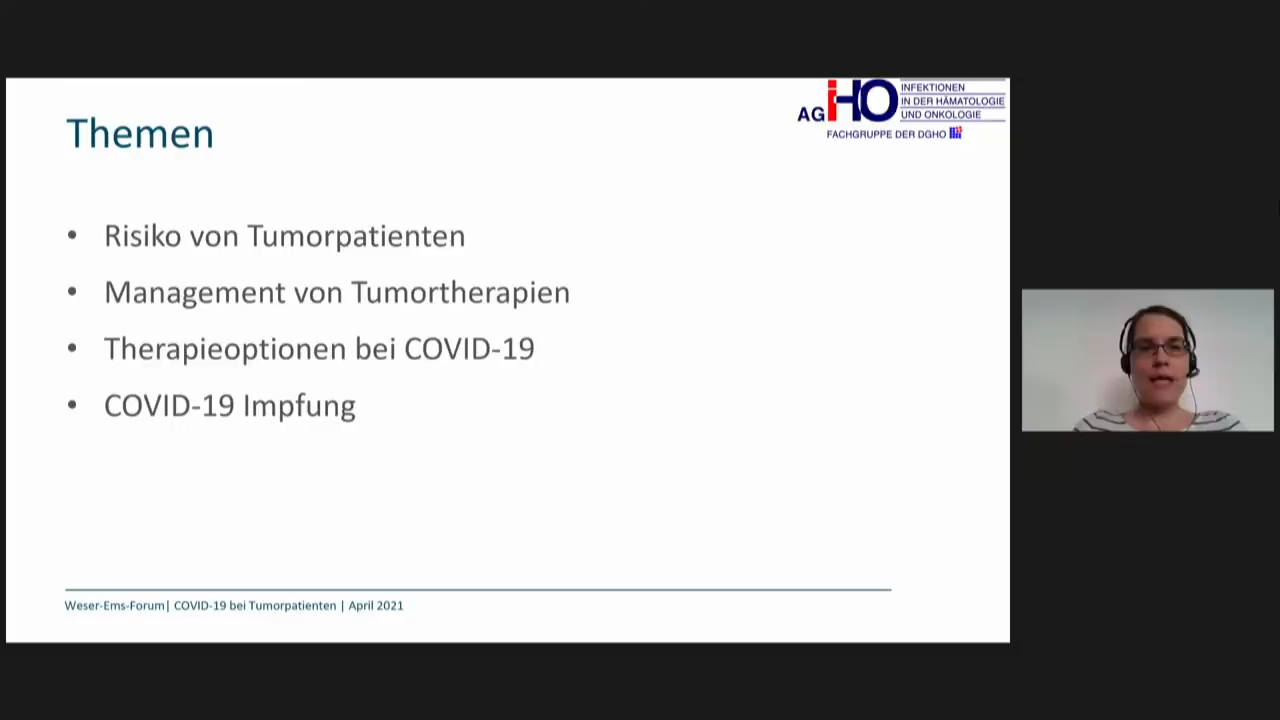 Themen
AG iHO INFEKTIONEN
IN DER HÄMATOLOGIE
UND ONKOLOGIE
FACHGRUPPE DER DGHO
• Risiko von Tumorpatienten
• Management von Tumortherapien
• Therapieoptionen bei COVID-19
• COVID-19 Impfung
Weser-Ems-Forum| COVID-19 bei Tumorpatienten | April 2021